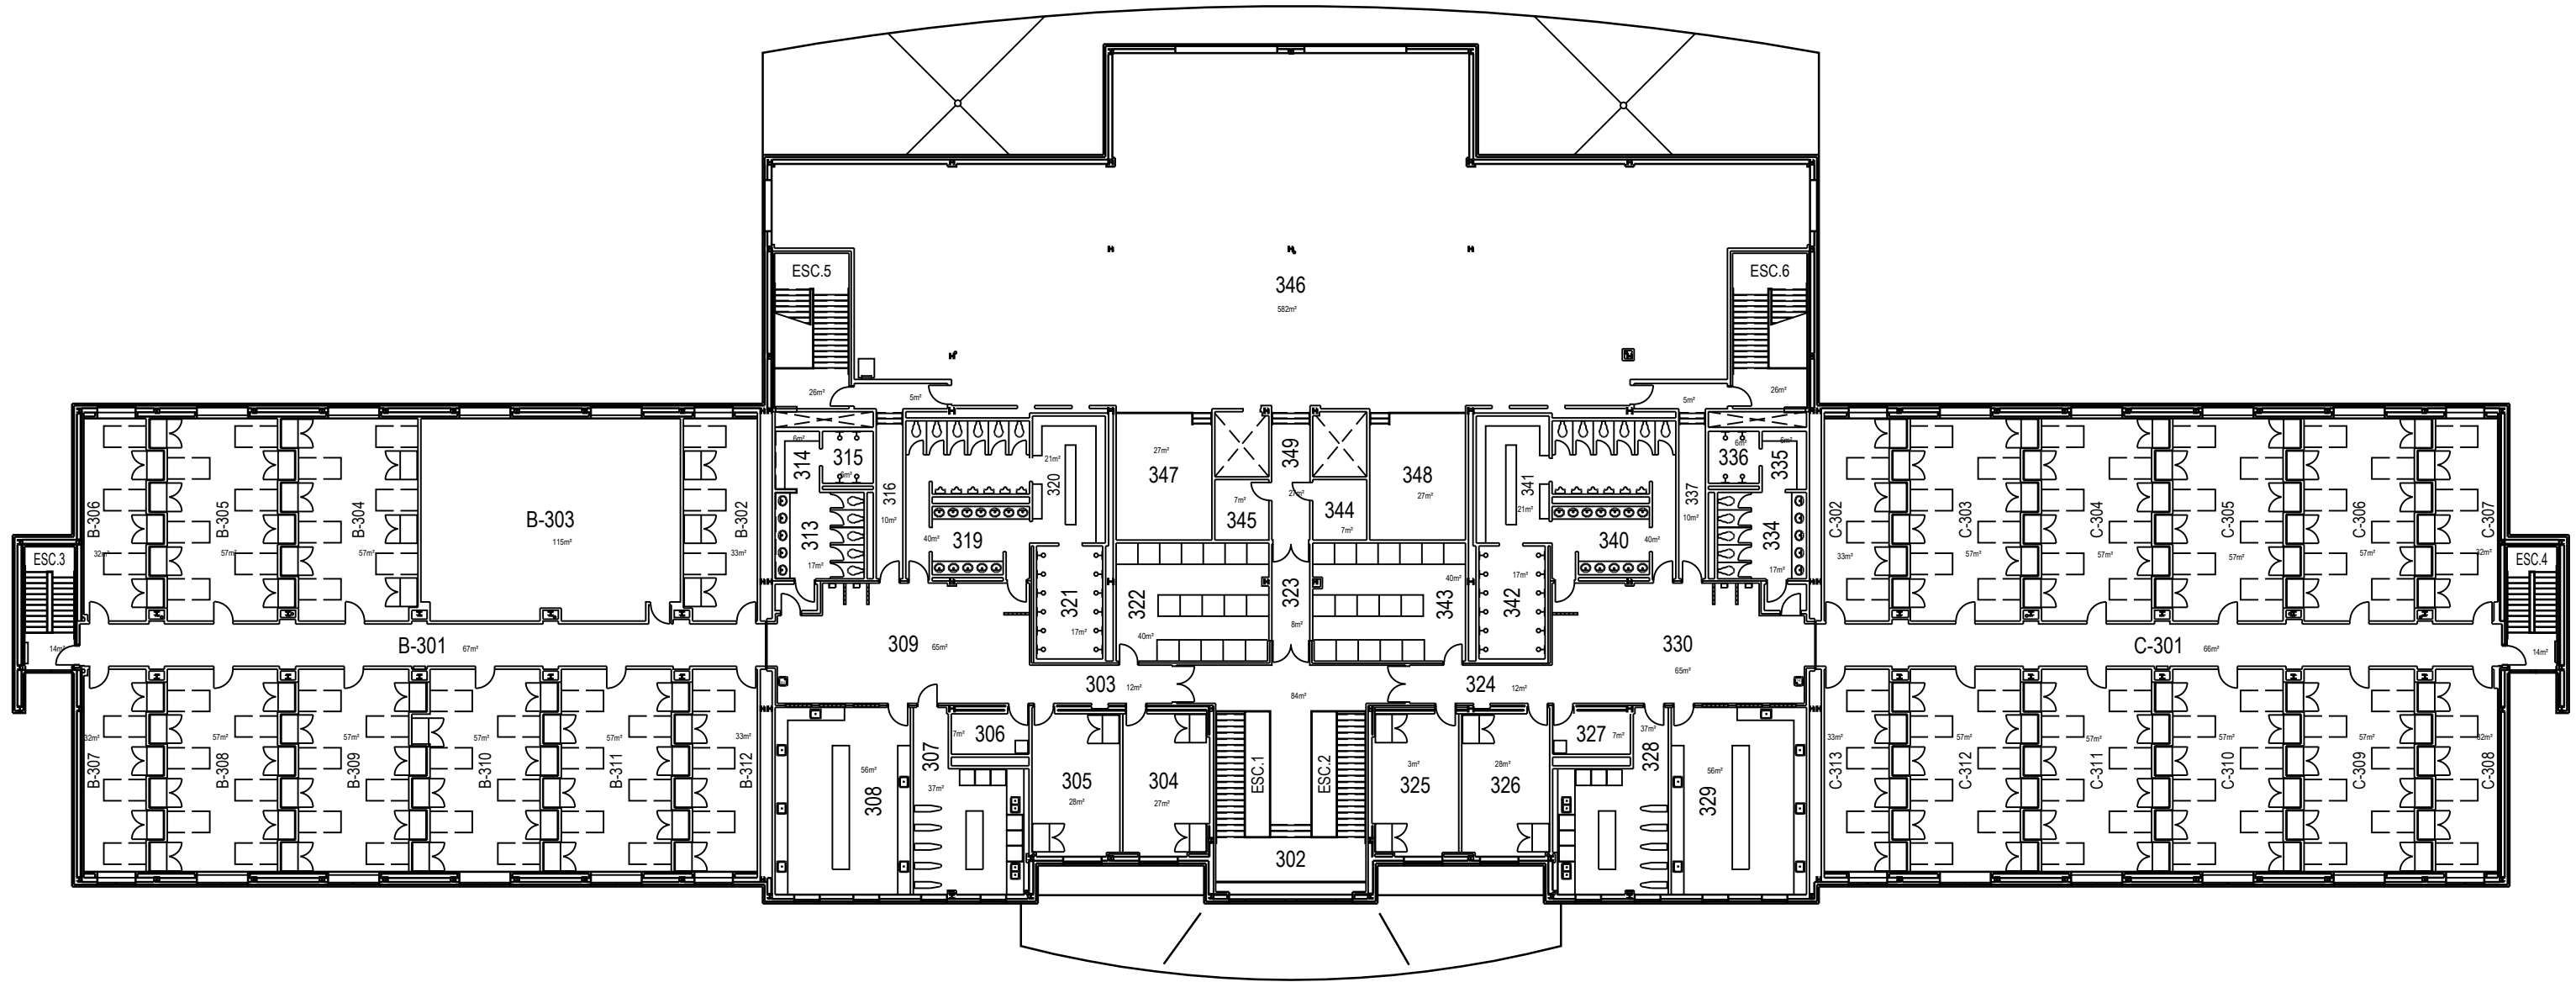 ESC.5
ESC.6
346
582m²
26m²
5m²
5m²
26m²
6m²
314
315
6m²
316
10m²
313
17m²
40m²
319
21m²
320
321
17m²
27m²
347
7m²
345
349
27m²
344
7m²
348
27m²
322
40m²
323
8m²
40m²
343
341
21m²
342
17m²
340
40m²
337
10m²
336
6m²
335
6m²
334
17m²
B-306
32m²
B-305
57m²
B-304
57m²
B-303
115m²
B-302
33m²
ESC.3
14m²
B-301
67m²
309
65m²
303
12m²
84m²
324
12m²
330
65m²
C-302
33m²
C-303
57m²
C-304
57m²
C-305
57m²
C-306
57m²
C-307
32m²
ESC.4
14m²
C-301
66m²
B-307
32m²
B-308
57m²
B-309
57m²
B-310
57m²
B-311
57m²
B-312
33m²
308
56m²
307
37m²
7m²
306
305
28m²
304
27m²
ESC.1
ESC.2
302
3m²
325
28m²
326
327
7m²
37m²
328
56m²
329
C-313
33m²
C-312
57m²
C-311
57m²
C-310
57m²
C-309
57m²
C-308
32m²